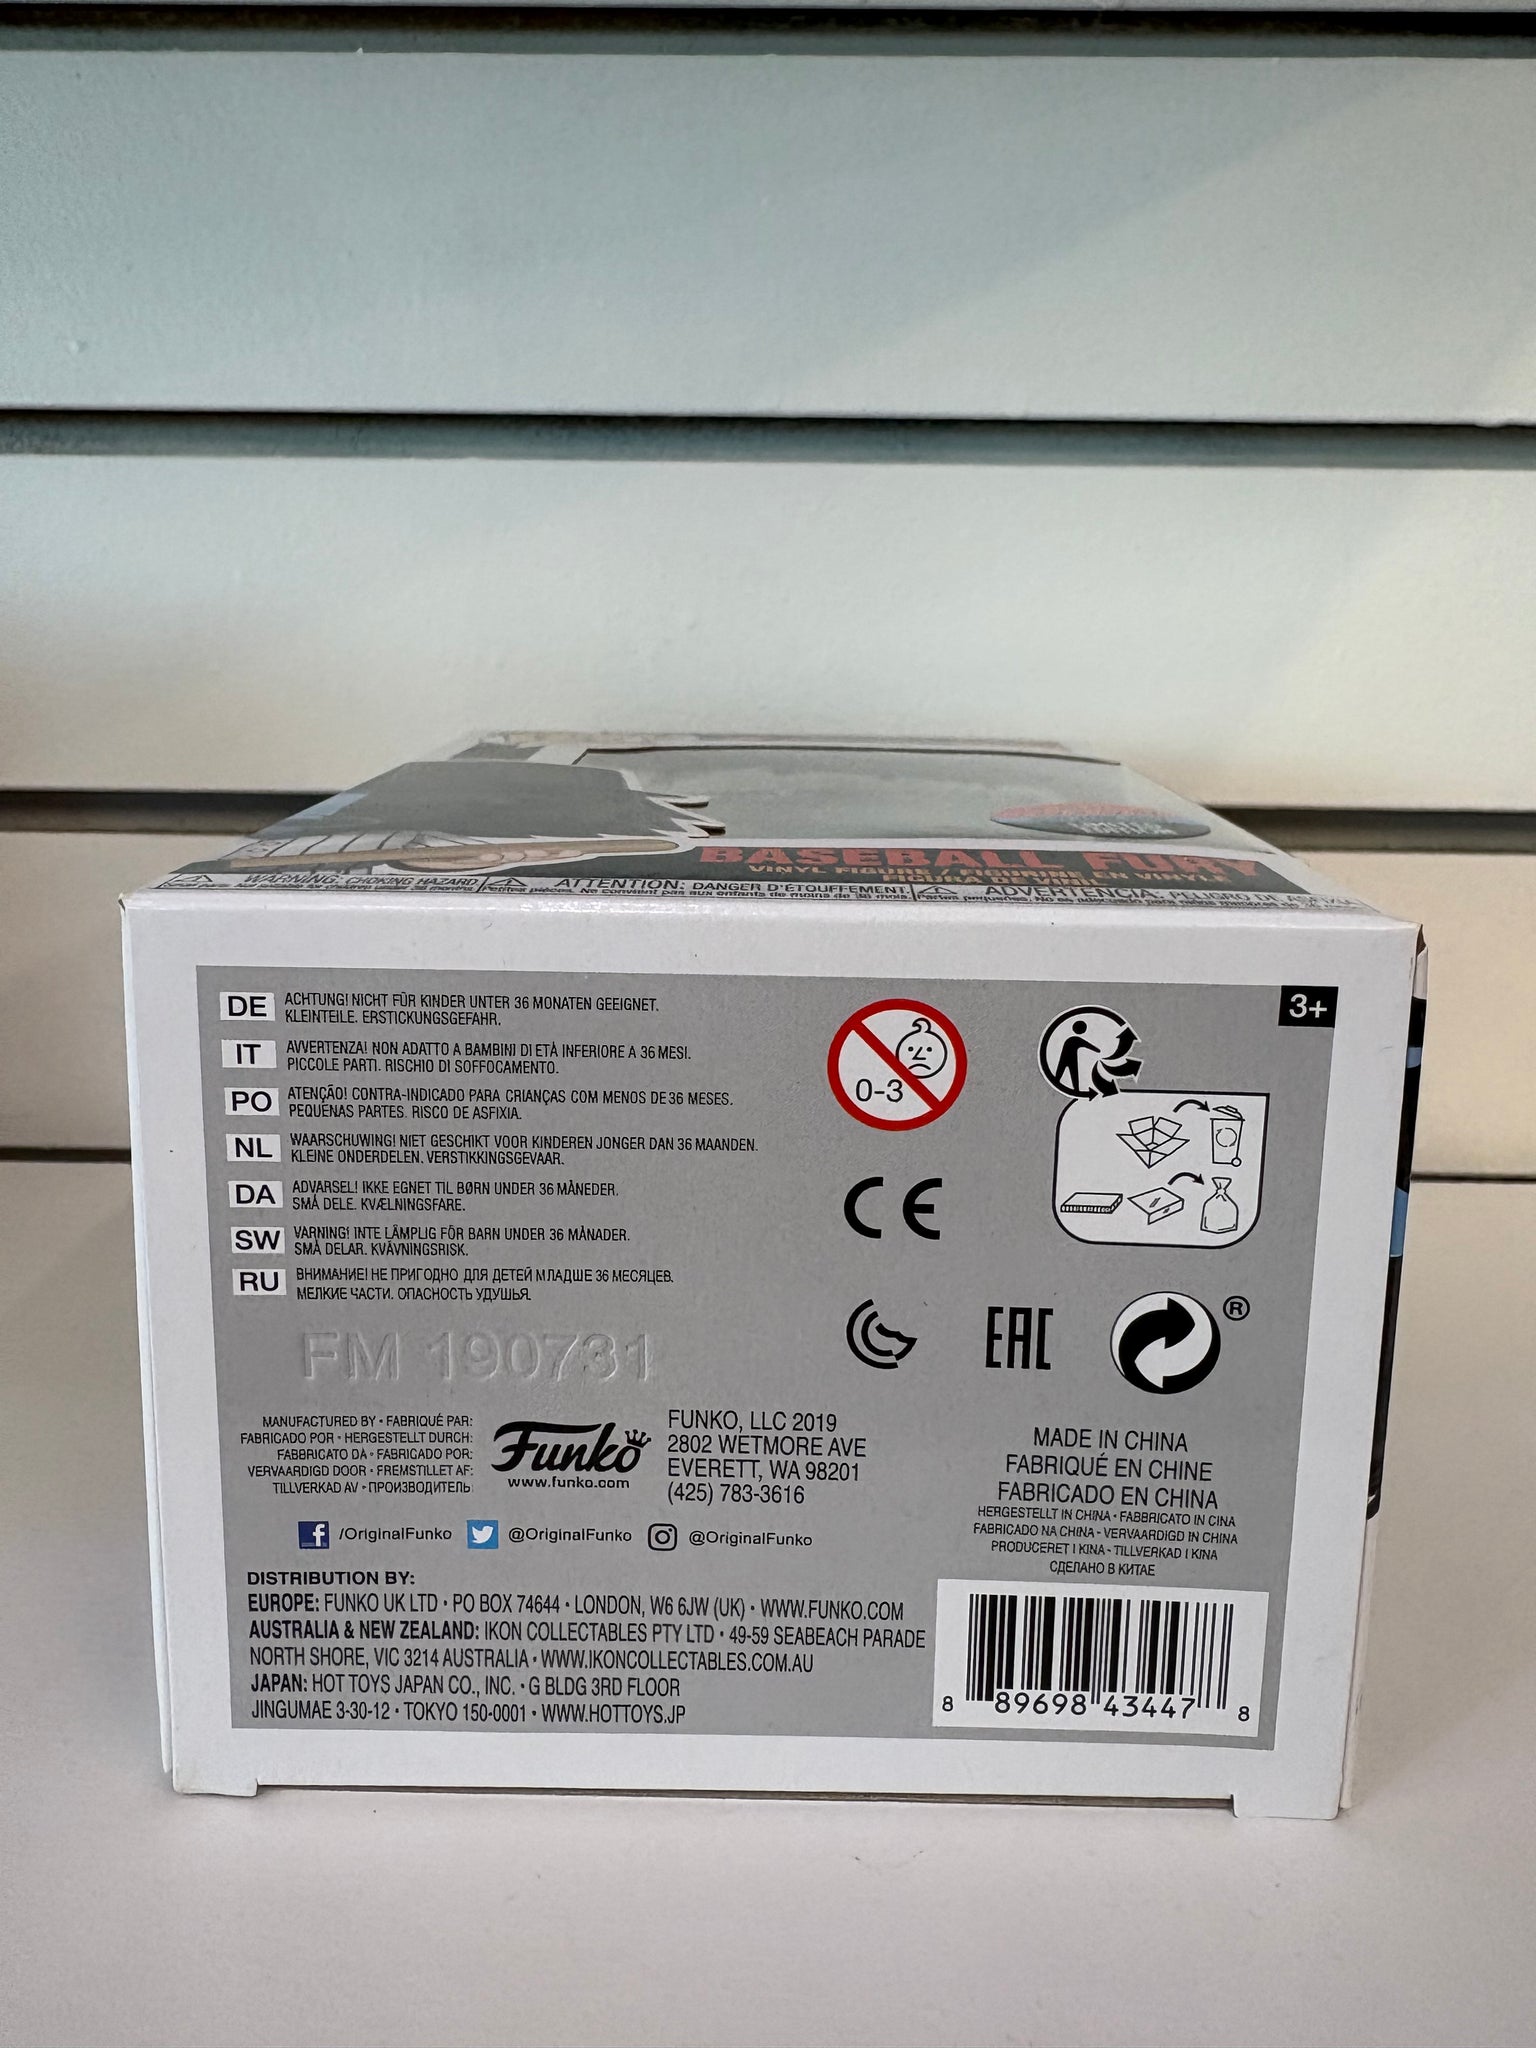 BASEBALL FURY
VINYL FIGURE / FIGURINE EN VINYLE
WARNING: CHOKING HAZARD
ATTENTION: DANGER D'ÉTOUFFEMENT.
ADVERTENCIA: PELIGRO DE ASFIXIA
3+
DE ACHTUNG! NICHT FÜR KINDER UNTER 36 MONATEN GEEIGNET.
KLEINTEILE. ERSTICKUNGSGEFAHR.
IT AVVERTENZA! NON ADATTO A BAMBINI DI ETÀ INFERIORE A 36 MESI.
PICCOLE PARTI. RISCHIO DI SOFFOCAMENTO.
PO ATENÇÃO! CONTRA-INDICADO PARA CRIANÇAS COM MENOS DE 36 MESES.
PEQUENAS PARTES. RISCO DE ASFIXIA.
NL WAARSCHUWING! NIET GESCHIKT VOOR KINDEREN JONGER DAN 36 MAANDEN.
KLEINE ONDERDELEN. VERSTIKKINGSGEVAAR.
DA ADVARSEL! IKKE EGNET TIL BØRN UNDER 36 MÅNEDER.
SMÅ DELE. KVÆLNINGSFARE.
SW VARNING! INTE LÄMPLIG FÖR BARN UNDER 36 MÅNADER.
SMÅ DELAR. KVÄVNINGSRISK.
RU ВНИМАНИЕ! НЕ ПРИГОДНО ДЛЯ ДЕТЕЙ МЛАДШЕ 36 МЕСЯЦЕВ.
МЕЛКИЕ ЧАСТИ. ОПАСНОСТЬ УДУШЬЯ.
0-3
CE
EAC
®
FM 190731
MANUFACTURED BY • FABRIQUÉ PAR:
FABRICADO POR • HERGESTELLT DURCH:
FABBRICATO DA • FABRICADO POR:
VERVAARDIGD DOOR • FREMSTILLET AF:
TILLVERKAD AV • ПРОИЗВОДИТЕЛЬ:
Funko
www.funko.com
FUNKO, LLC 2019
2802 WETMORE AVE
EVERETT, WA 98201
(425) 783-3616
MADE IN CHINA
FABRIQUÉ EN CHINE
FABRICADO EN CHINA
HERGESTELLT IN CHINA • FABBRICATO IN CINA
FABRICADO NA CHINA • VERVAARDIGD IN CHINA
PRODUCERET I KINA • TILLVERKAD I KINA
СДЕЛАНО В КИТАЕ
f /OriginalFunko @OriginalFunko @OriginalFunko
DISTRIBUTION BY:
EUROPE: FUNKO UK LTD • PO BOX 74644 • LONDON, W6 6JW (UK) • WWW.FUNKO.COM
AUSTRALIA & NEW ZEALAND: IKON COLLECTABLES PTY LTD • 49-59 SEABEACH PARADE
NORTH SHORE, VIC 3214 AUSTRALIA • WWW.IKONCOLLECTABLES.COM.AU
JAPAN: HOT TOYS JAPAN CO., INC. • G BLDG 3RD FLOOR
JINGUMAE 3-30-12 • TOKYO 150-0001 • WWW.HOTTOYS.JP
8 89698 43447 8